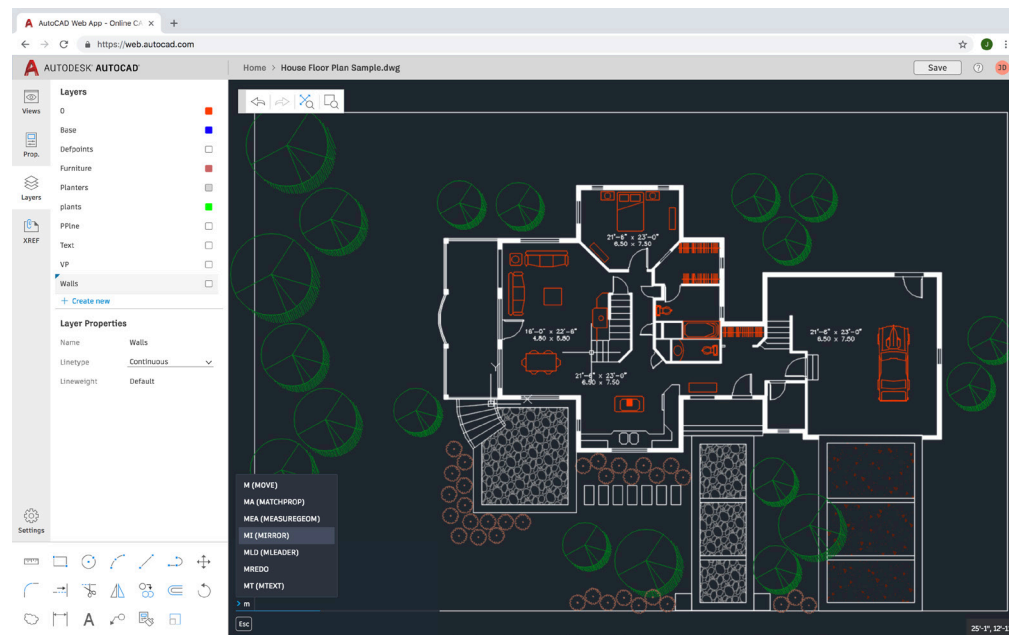 AutoCAD Web App - Online CA
https://web.autocad.com
J
AUTODESK® AUTOCAD®
Home > House Floor Plan Sample.dwg
Save
JD
Views
Prop.
Layers
XREF
Settings
Layers
0
Base
Defpoints
Furniture
Planters
plants
PPlne
Text
VP
Walls
+ Create new
Layer Properties
Name Walls
Linetype Continuous
Lineweight Default
21'-6" x 23'-0"
6.50 x 7.50
16'-0" x 22'-6"
4.80 x 6.80
21'-6" x 23'-0"
6.50 x 7.50
21'-6" x 23'-0"
6.50 x 7.50
M (MOVE)
MA (MATCHPROP)
MEA (MEASUREGEOM)
MI (MIRROR)
MLD (MLEADER)
MREDO
MT (MTEXT)
> m
Esc
25'-1", 12'-1